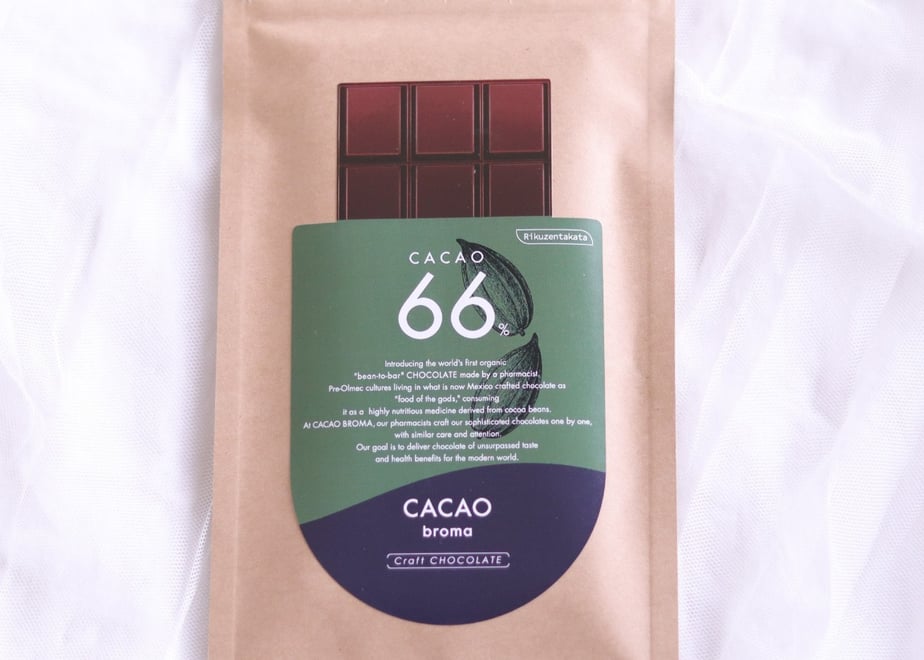 Rikuzentakata
CACAO
66%
Introducing the world's first organic
"bean-to-bar" CHOCOLATE made by a pharmacist.
Pre-Olmec cultures living in what is now Mexico crafted chocolate as
"food of the gods," consuming
it as a highly nutritious medicine derived from cocoa beans.
At CACAO BROMA, our pharmacists craft our sophisticated chocolates one by one,
with similar care and attention.
Our goal is to deliver chocolate of unsurpassed taste
and health benefits for the modern world.
CACAO
broma
Craft CHOCOLATE